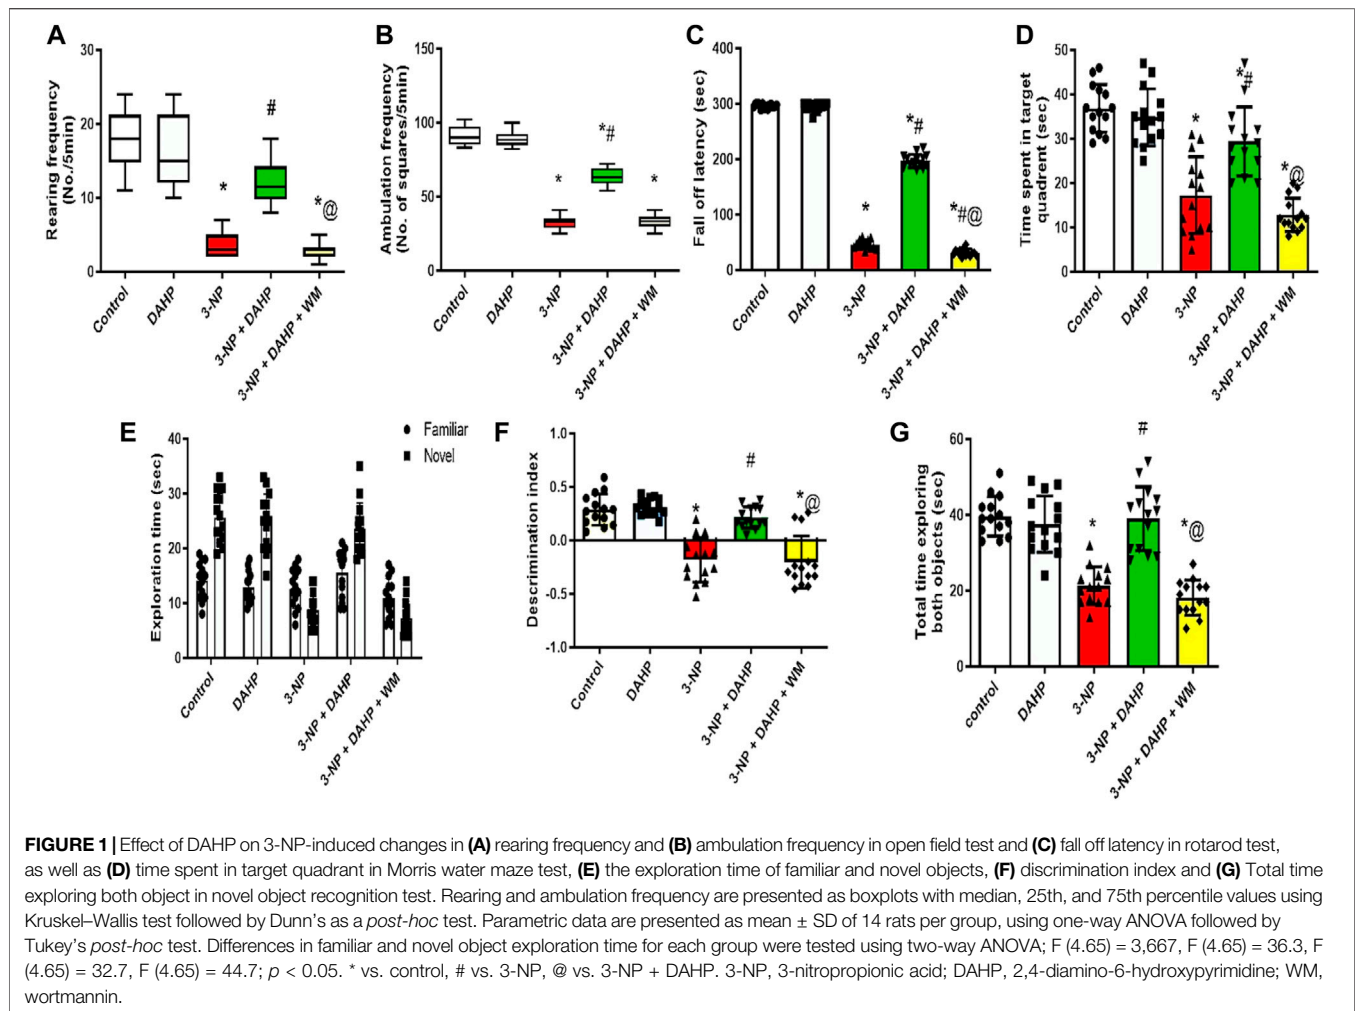 A
Rearing frequency
(No./5min)
30
20
10
0
*
#
*@
Control
DAHP
3-NP
3-NP + DAHP
3-NP + DAHP + WM
B
Ambulation frequency
(No. of squares/5min)
150
100
50
0
*
*#
*
Control
DAHP
3-NP
3-NP + DAHP
3-NP + DAHP + WM
C
Fall off latency (sec)
400
300
200
100
0
*
*#
*#@
Control
DAHP
3-NP
3-NP + DAHP
3-NP + DAHP + WM
D
Time spent in target
quadrent (sec)
50
40
30
20
10
0
*
*#
*@
Control
DAHP
3-NP
3-NP + DAHP
3-NP + DAHP + WM
E
Exploration time (sec)
40
30
20
10
0
Familiar
Novel
Control
DAHP
3-NP
3-NP + DAHP
3-NP + DAHP + WM
F
Descrimination index
1.0
0.5
0.0
-0.5
-1.0
*
#
*@
Control
DAHP
3-NP
3-NP + DAHP
3-NP + DAHP + WM
G
Total time exploring
both objects (sec)
60
40
20
0
*
#
*@
control
DAHP
3-NP
3-NP + DAHP
3-NP + DAHP + WM
FIGURE 1 | Effect of DAHP on 3-NP-induced changes in (A) rearing frequency and (B) ambulation frequency in open field test and (C) fall off latency in rotarod test,
as well as (D) time spent in target quadrant in Morris water maze test, (E) the exploration time of familiar and novel objects, (F) discrimination index and (G) Total time
exploring both object in novel object recognition test. Rearing and ambulation frequency are presented as boxplots with median, 25th, and 75th percentile values using
Kruskel–Wallis test followed by Dunn's as a post-hoc test. Parametric data are presented as mean ± SD of 14 rats per group, using one-way ANOVA followed by
Tukey's post-hoc test. Differences in familiar and novel object exploration time for each group were tested using two-way ANOVA; F (4.65) = 3,667, F (4.65) = 36.3, F
(4.65) = 32.7, F (4.65) = 44.7; p < 0.05. * vs. control, # vs. 3-NP, @ vs. 3-NP + DAHP. 3-NP, 3-nitropropionic acid; DAHP, 2,4-diamino-6-hydroxypyrimidine; WM,
wortmannin.